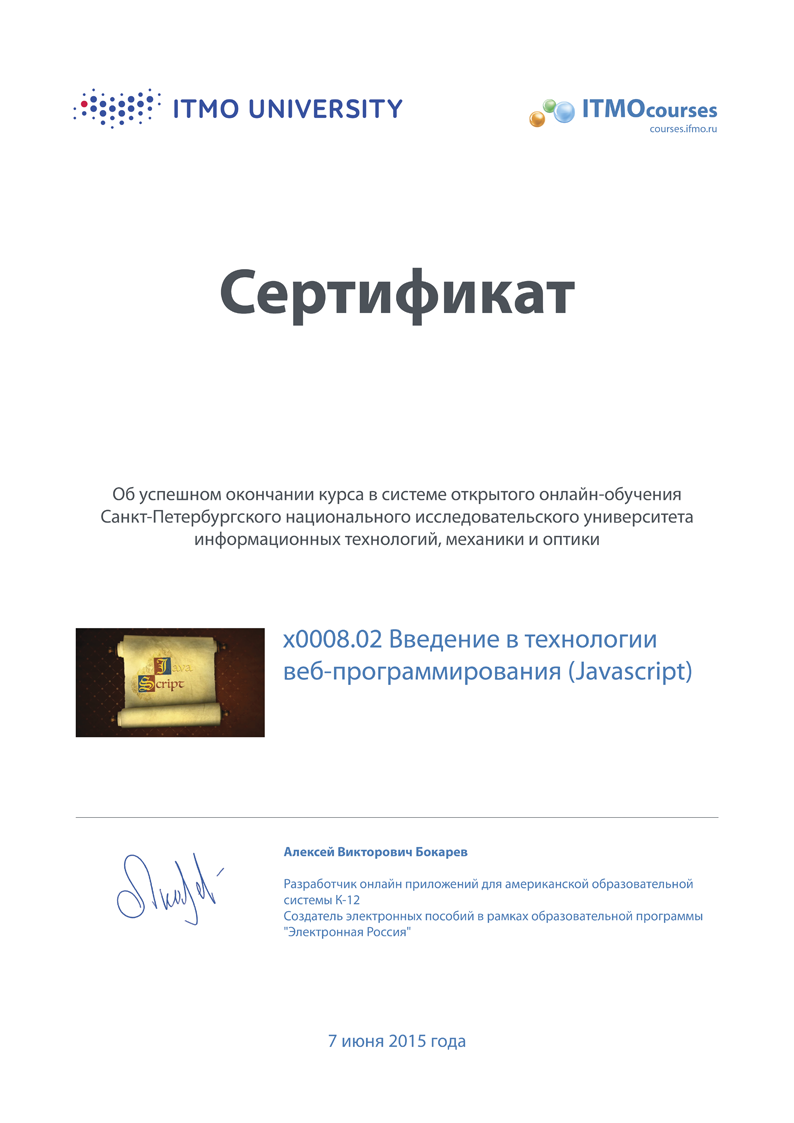 ITMO UNIVERSITY
ITMOcourses
courses.ifmo.ru
Сертификат
Об успешном окончании курса в системе открытого онлайн-обучения
Санкт-Петербургского национального исследовательского университета
информационных технологий, механики и оптики
Java
Script
x0008.02 Введение в технологии
веб-программирования (Javascript)
Алексей Викторович Бокарев
Разработчик онлайн приложений для американской образовательной
системы К-12
Создатель электронных пособий в рамках образовательной программы
"Электронная Россия"
7 июня 2015 года